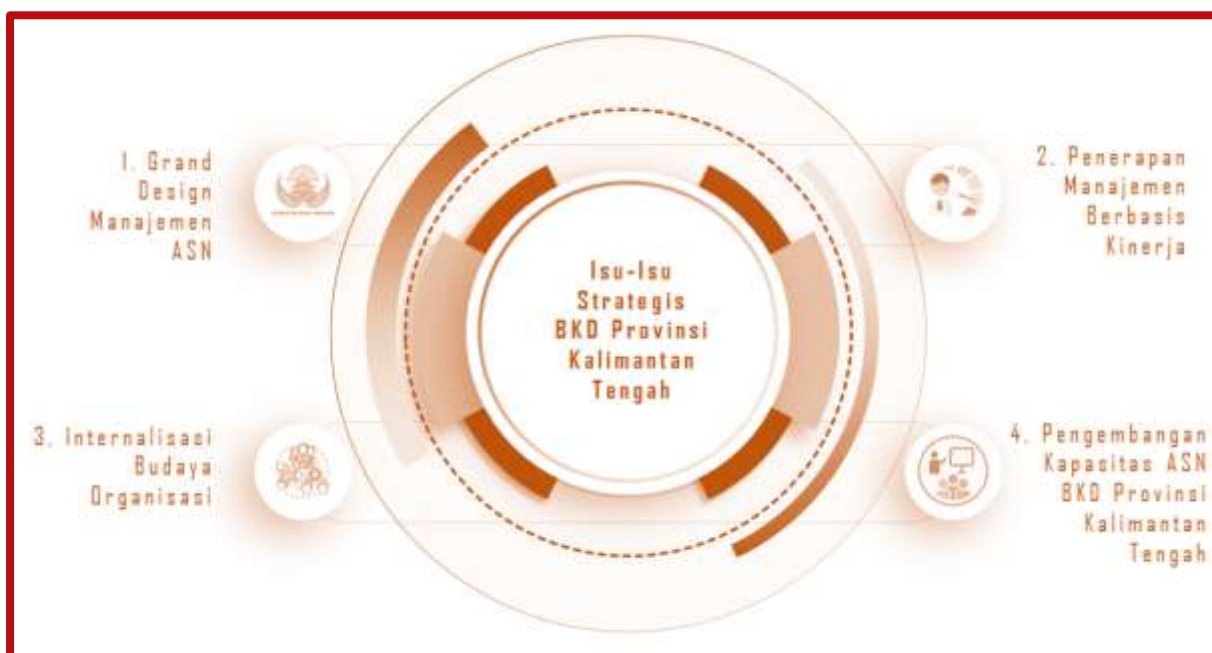 1. Grand
Design
Manajemen
ASN
2. Penerapan
Manajemen
Berbasis
Kinerja
Isu-Isu
Strategis
BKD Provinsi
Kalimantan
Tengah
3. Internalisasi
Budaya
Organisasi
4. Pengembangan
Kapasitas ASN
BKD Provinsi
Kalimantan
Tengah